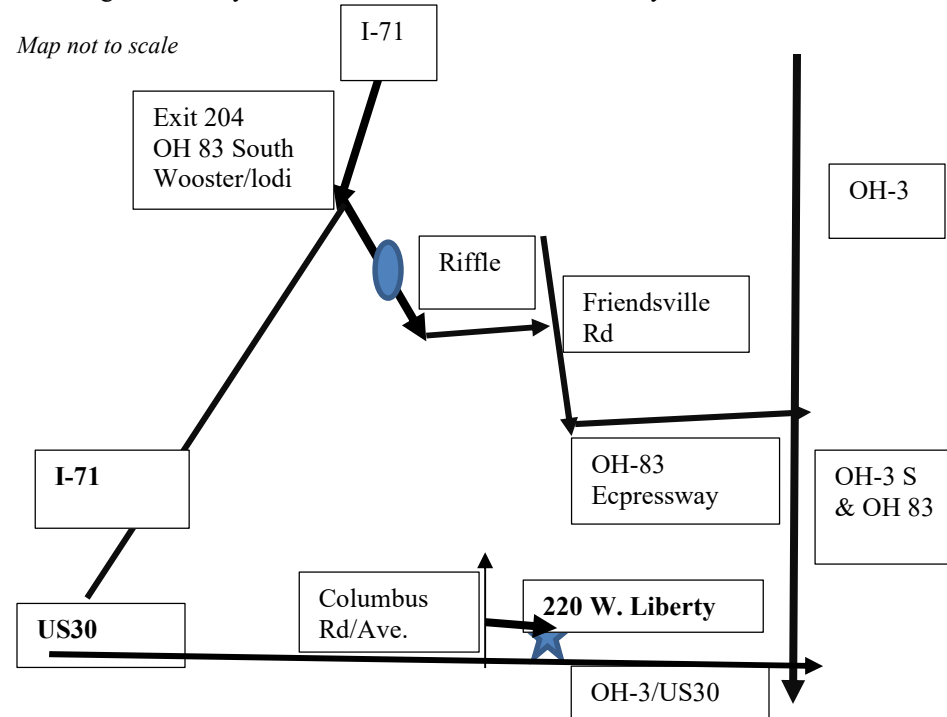 I-71
Map not to scale
Exit 204
OH 83 South
Wooster/lodi
OH-3
Riffle
Friendsville
Rd
I-71
OH-83
Ecpressway
OH-3 S
& OH 83
Columbus
Rd/Ave.
220 W. Liberty
US30
OH-3/US30